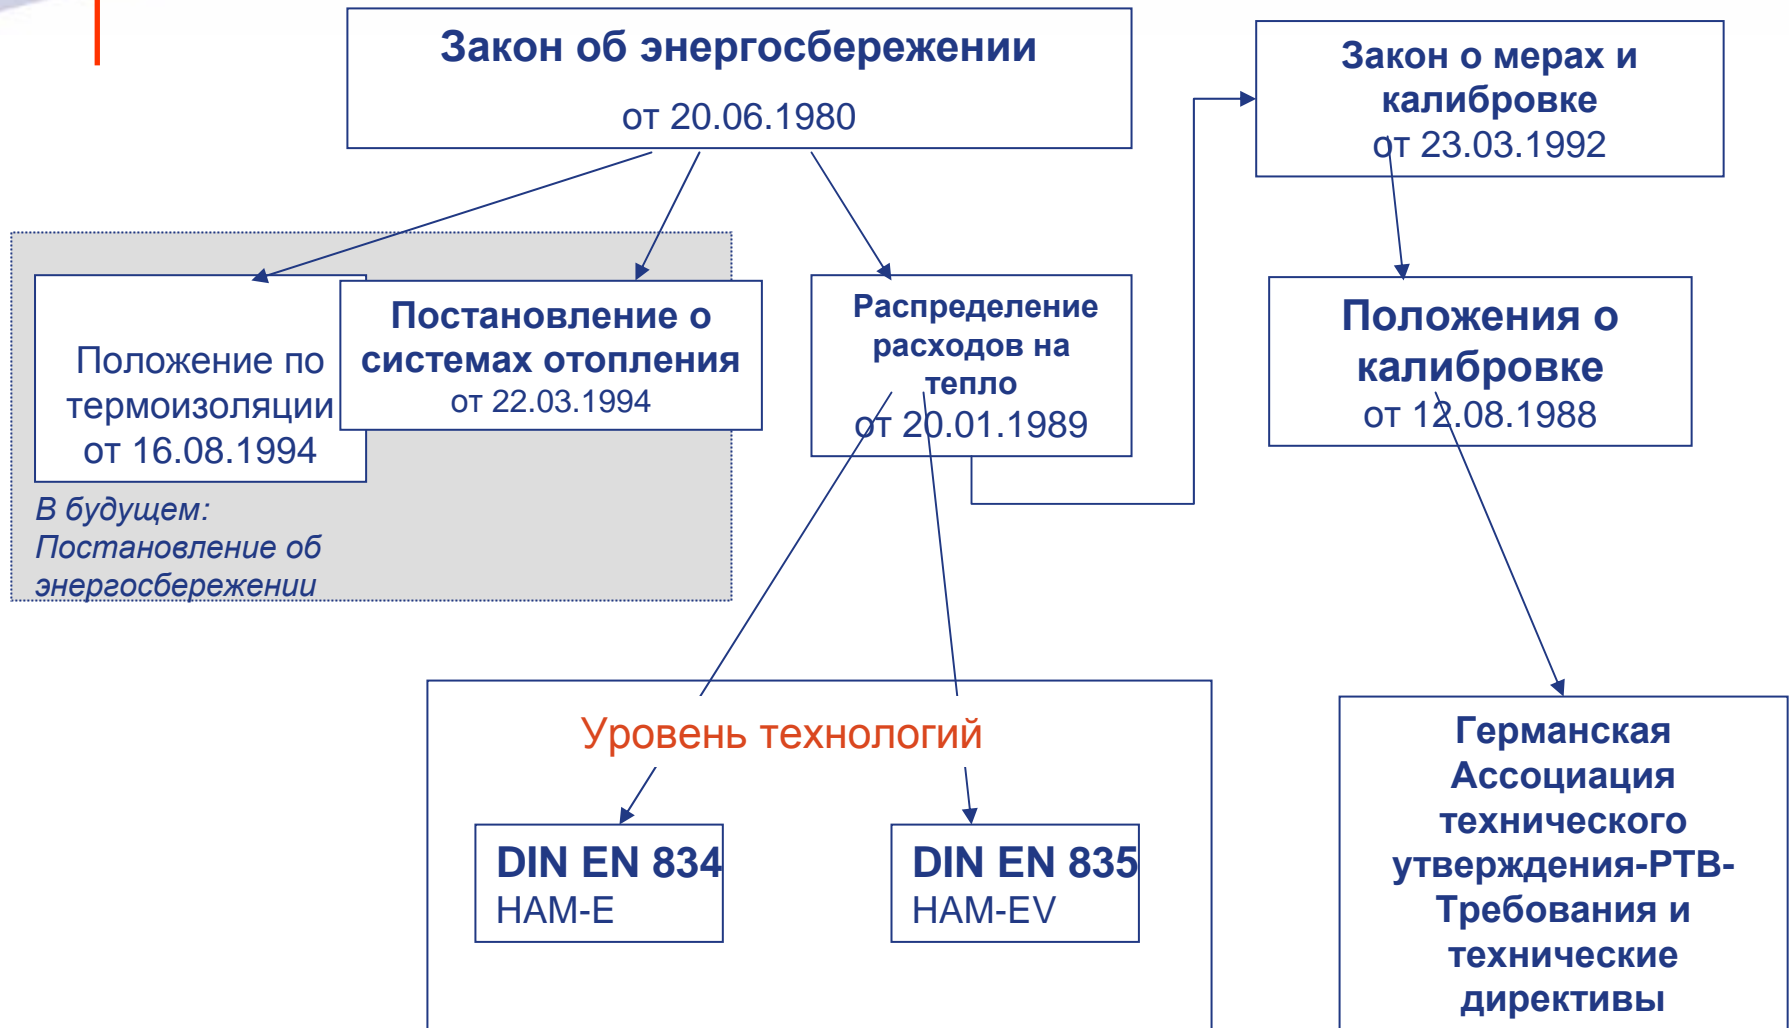 Закон об энергосбережении
от 20.06.1980
Закон о мерах и
калибровке
от 23.03.1992
Положение по
термоизоляции
от 16.08.1994
Постановление о
системах отопления
от 22.03.1994
Распределение
расходов на
тепло
от 20.01.1989
Положения о
калибровке
от 12.08.1988
В будущем:
Постановление об
энергосбережении
Уровень технологий
DIN EN 834
HAM-E
DIN EN 835
HAM-EV
Германская
Ассоциация
технического
утверждения-PTB-
Требования и
технические
директивы